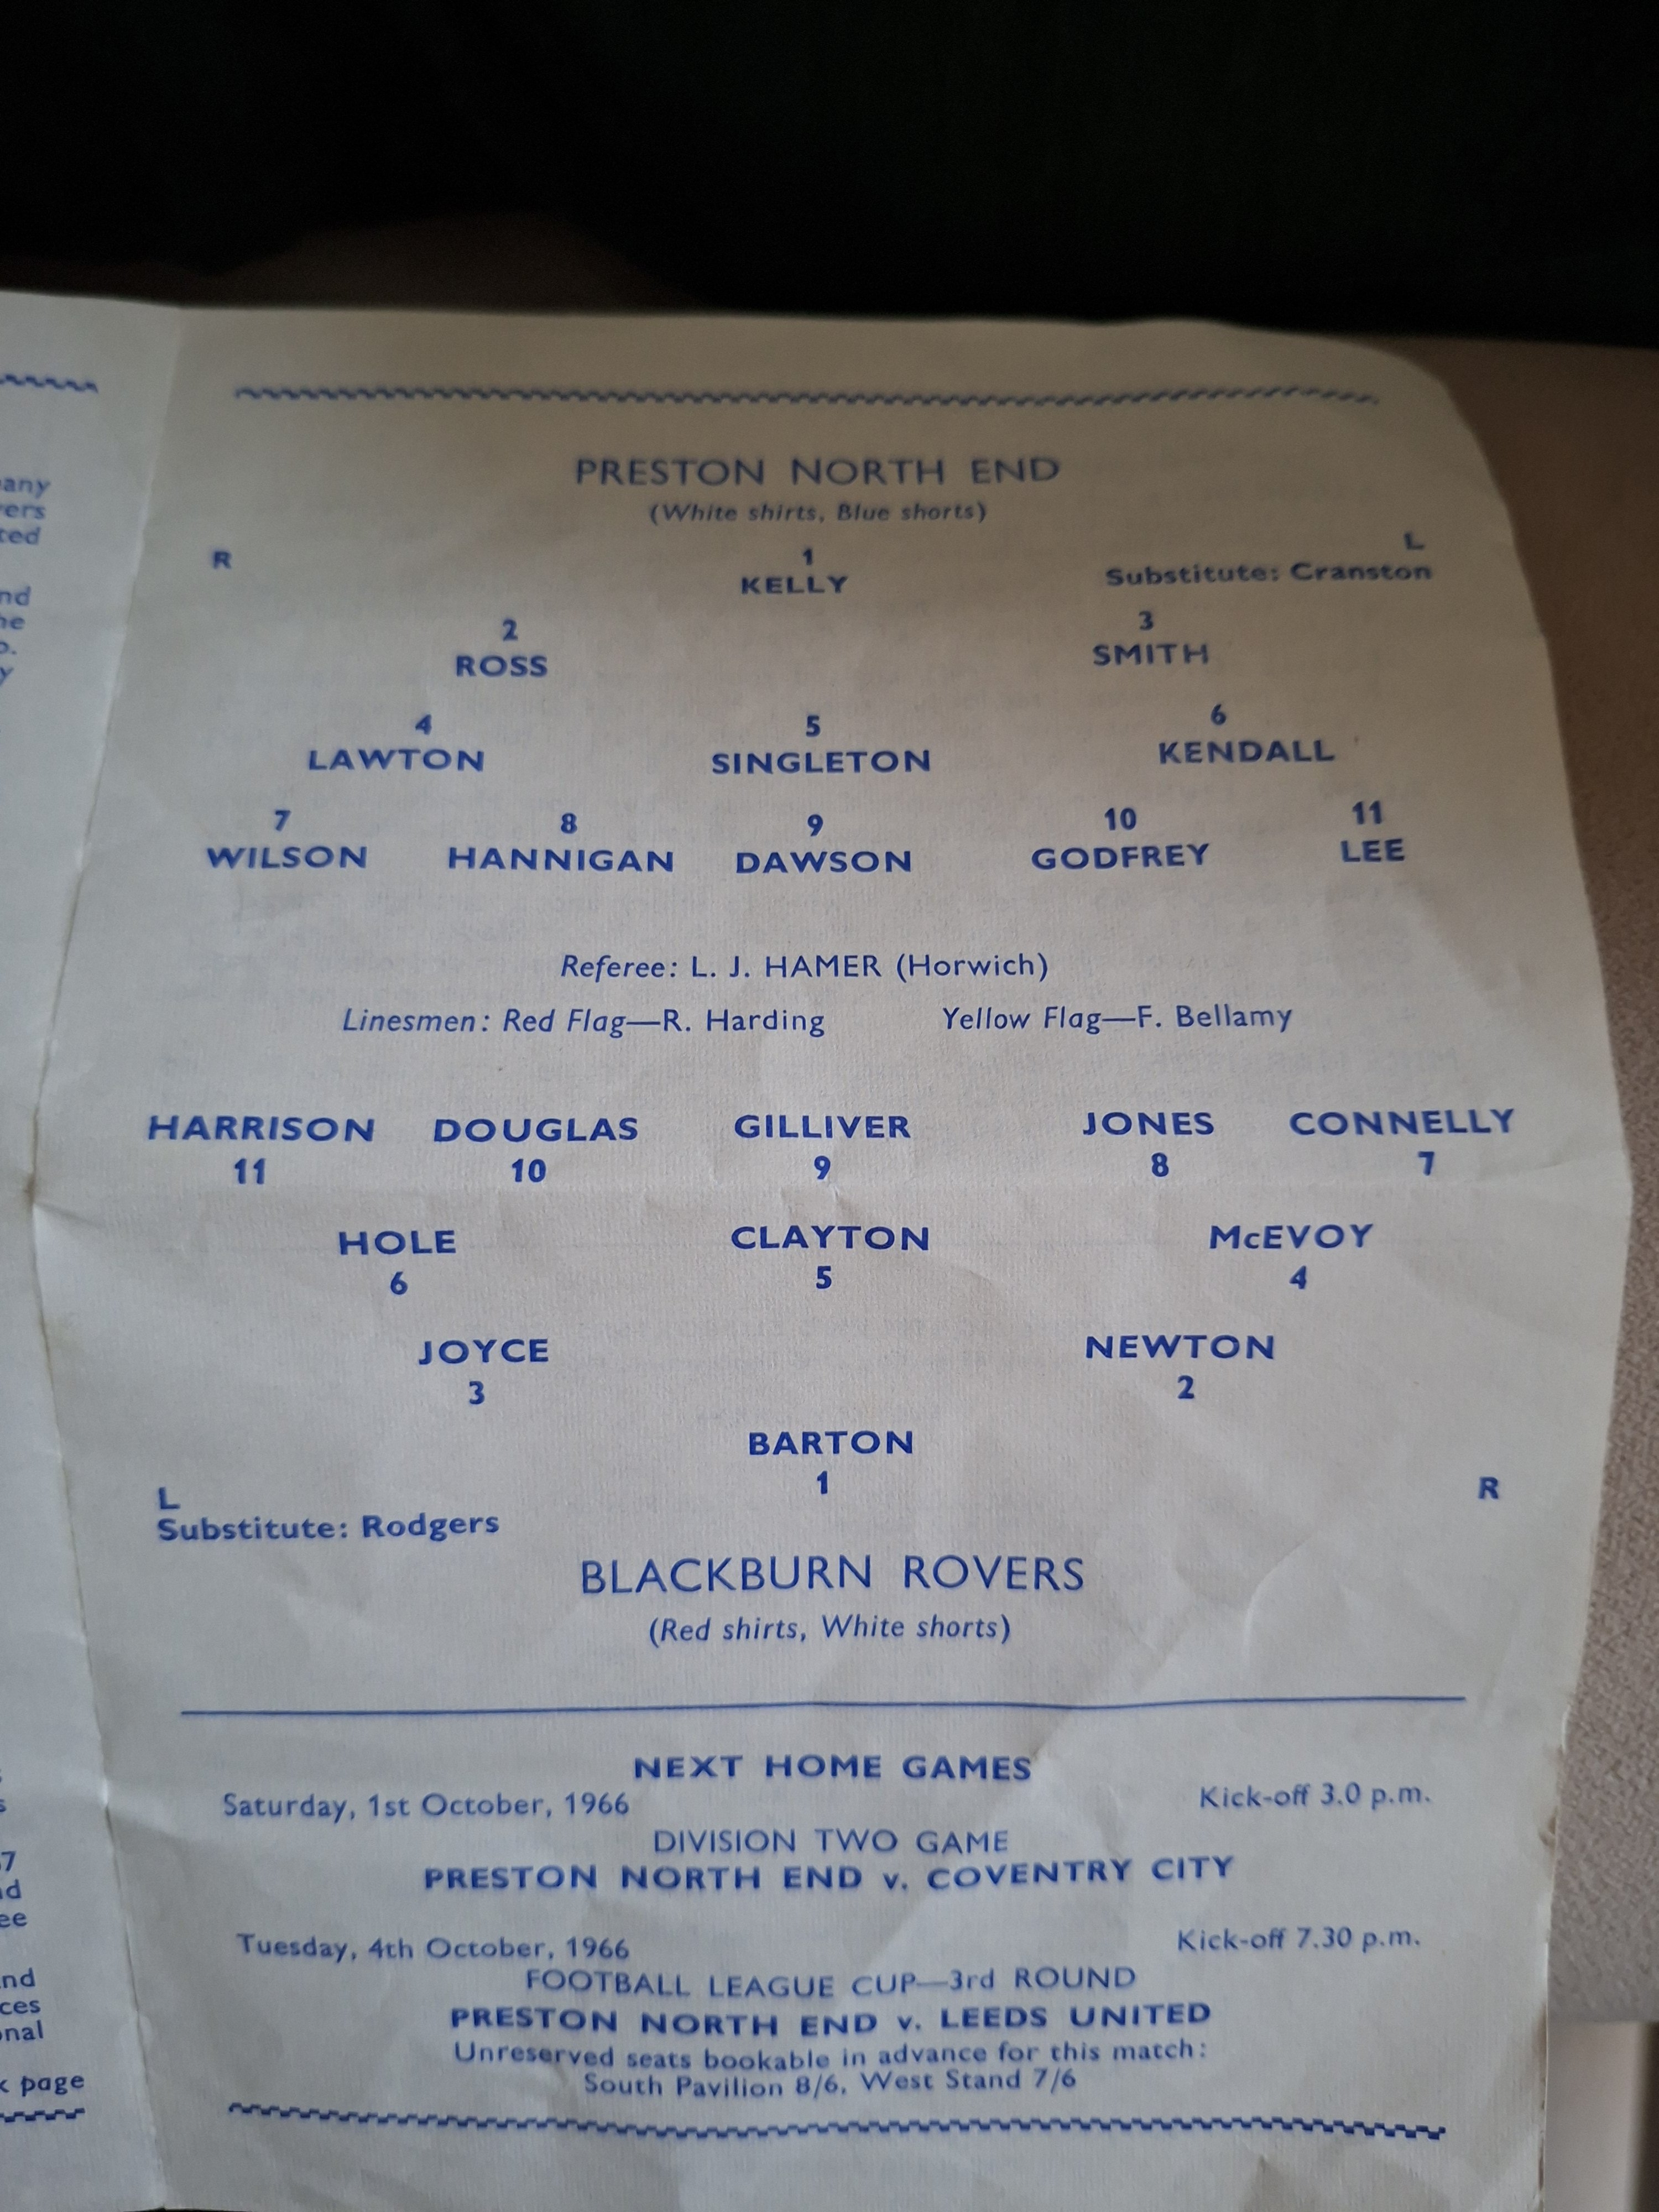 PRESTON NORTH END
(White shirts, Blue shorts)
R 1 L
KELLY Substitute: Cranston
2 3
ROSS SMITH
4 5 6
LAWTON SINGLETON KENDALL
7 8 9 10 11
WILSON HANNIGAN DAWSON GODFREY LEE
Referee: L. J. HAMER (Horwich)
Linesmen: Red Flag—R. Harding Yellow Flag—F. Bellamy
HARRISON DOUGLAS GILLIVER JONES CONNELLY
11 10 9 8 7
HOLE CLAYTON McEVOY
6 5 4
JOYCE NEWTON
3 2
BARTON
1
L R
Substitute: Rodgers
BLACKBURN ROVERS
(Red shirts, White shorts)
NEXT HOME GAMES
Saturday, 1st October, 1966 Kick-off 3.0 p.m.
DIVISION TWO GAME
PRESTON NORTH END v. COVENTRY CITY
Tuesday, 4th October, 1966 Kick-off 7.30 p.m.
FOOTBALL LEAGUE CUP—3rd ROUND
PRESTON NORTH END v. LEEDS UNITED
Unreserved seats bookable in advance for this match:
South Pavilion 8/6, West Stand 7/6
page